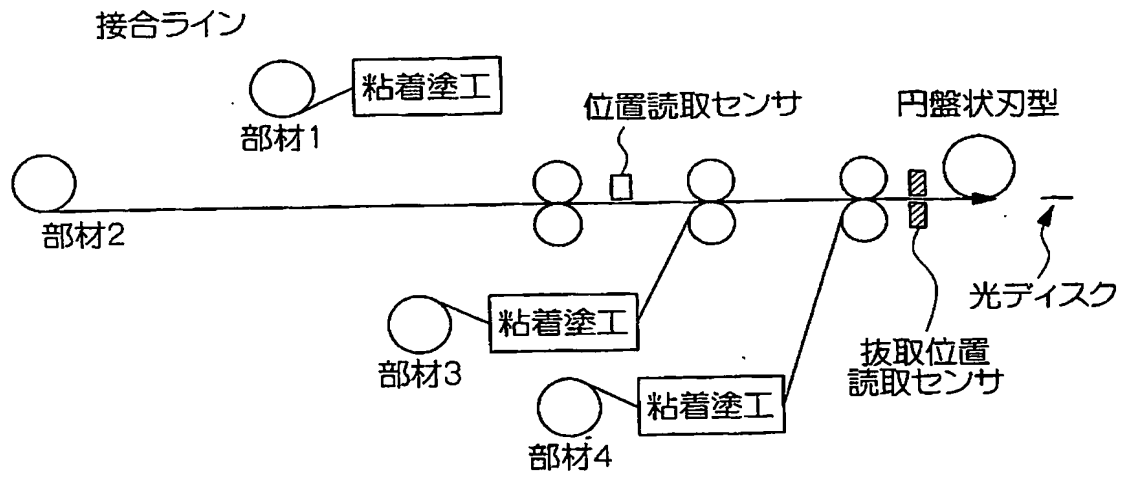 接合ライン
粘着塗工
部材1
位置読取センサ
円盤状刃型
部材2
光ディスク
粘着塗工
部材3
抜取位置
読取センサ
粘着塗工
部材4